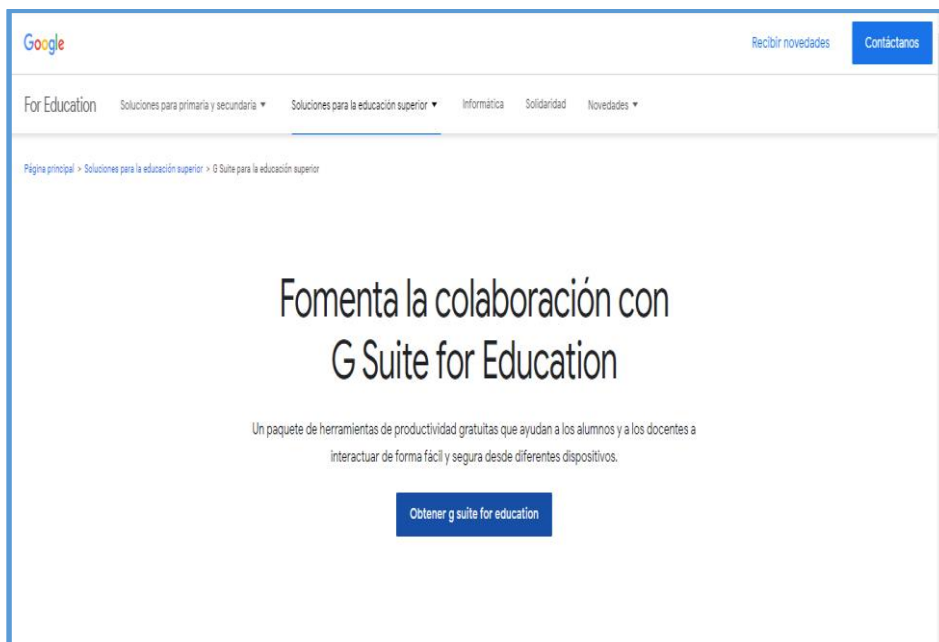 Google
Recibir novedades
Contáctanos
For Education
Soluciones para primaria y secundaria
Soluciones para la educación superior
Informática
Solidaridad
Novedades
Página principal > Soluciones para la educación superior > G Suite para la educación superior
Fomenta la colaboración con
G Suite for Education
Un paquete de herramientas de productividad gratuitas que ayudan a los alumnos y a los docentes a
interactuar de forma fácil y segura desde diferentes dispositivos.
Obtener g suite for education